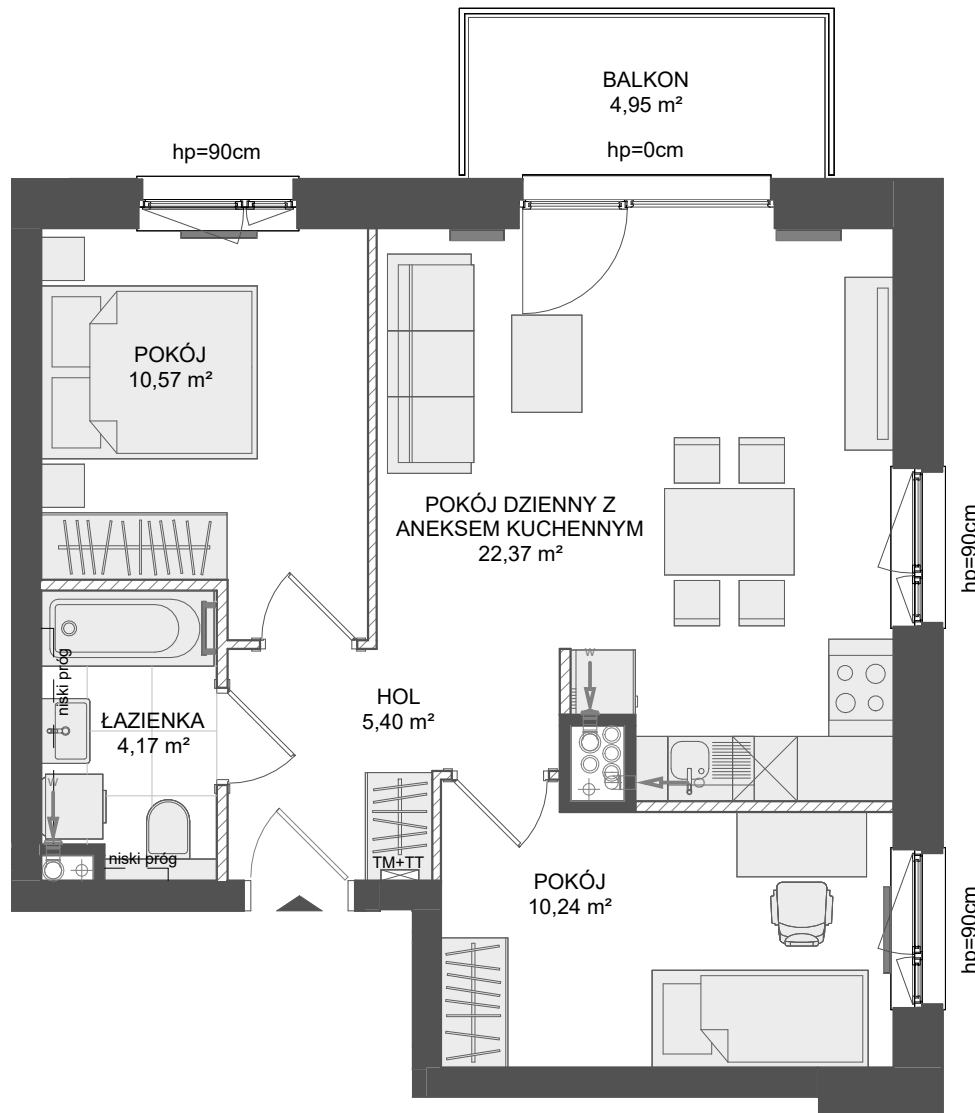 BALKON
4,95 m²
hp=90cm
hp=0cm
POKÓJ
10,57 m²
POKÓJ DZIENNY Z
ANEKSEM KUCHENNYM
22,37 m²
hp=90cm
niski próg
HOL
5,40 m²
W
ŁAZIENKA
4,17 m²
W
niski próg
TM+TT
POKÓJ
10,24 m²
hp=90cm